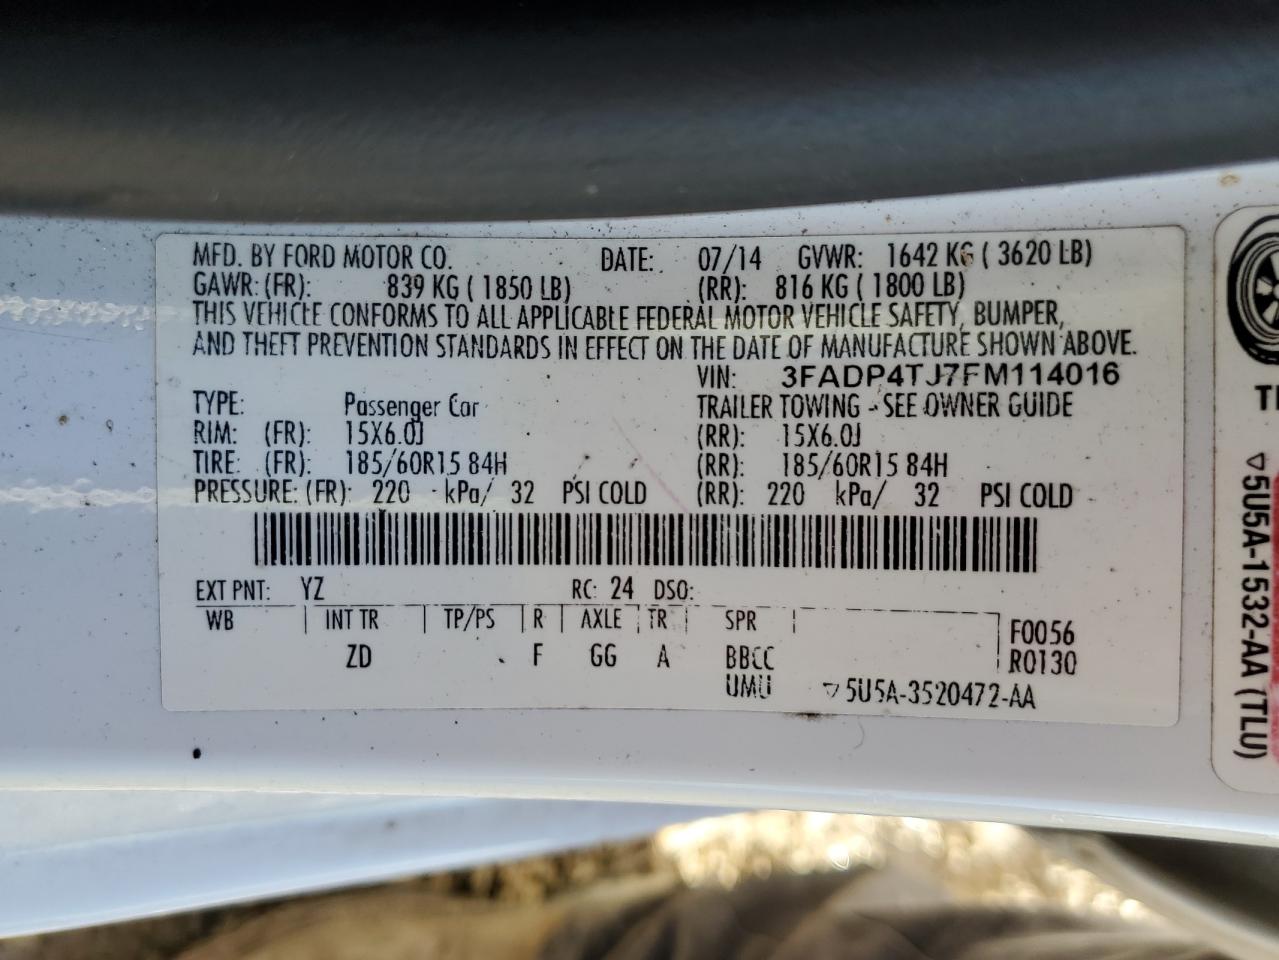 MFD. BY FORD MOTOR CO. DATE: 07/14 GVWR: 1642 KG ( 3620 LB)
GAWR: (FR): 839 KG ( 1850 LB) (RR): 816 KG ( 1800 LB)
THIS VEHICLE CONFORMS TO ALL APPLICABLE FEDERAL MOTOR VEHICLE SAFETY, BUMPER,
AND THEFT PREVENTION STANDARDS IN EFFECT ON THE DATE OF MANUFACTURE SHOWN ABOVE.
VIN: 3FADP4TJ7FM114016
TYPE: Passenger Car TRAILER TOWING - SEE OWNER GUIDE
RIM: (FR): 15X6.0J (RR): 15X6.0J
TIRE: (FR): 185/60R15 84H (RR): 185/60R15 84H
PRESSURE: (FR): 220 kPa/ 32 PSI COLD (RR): 220 kPa/ 32 PSI COLD
EXT PNT: YZ RC: 24 DSO:
WB INT TR TP/PS R AXLE TR SPR F0056
ZD F GG A BBCC R0130
UMU ▽5U5A-3520472-AA
▽5U5A-1532-AA (TLU)